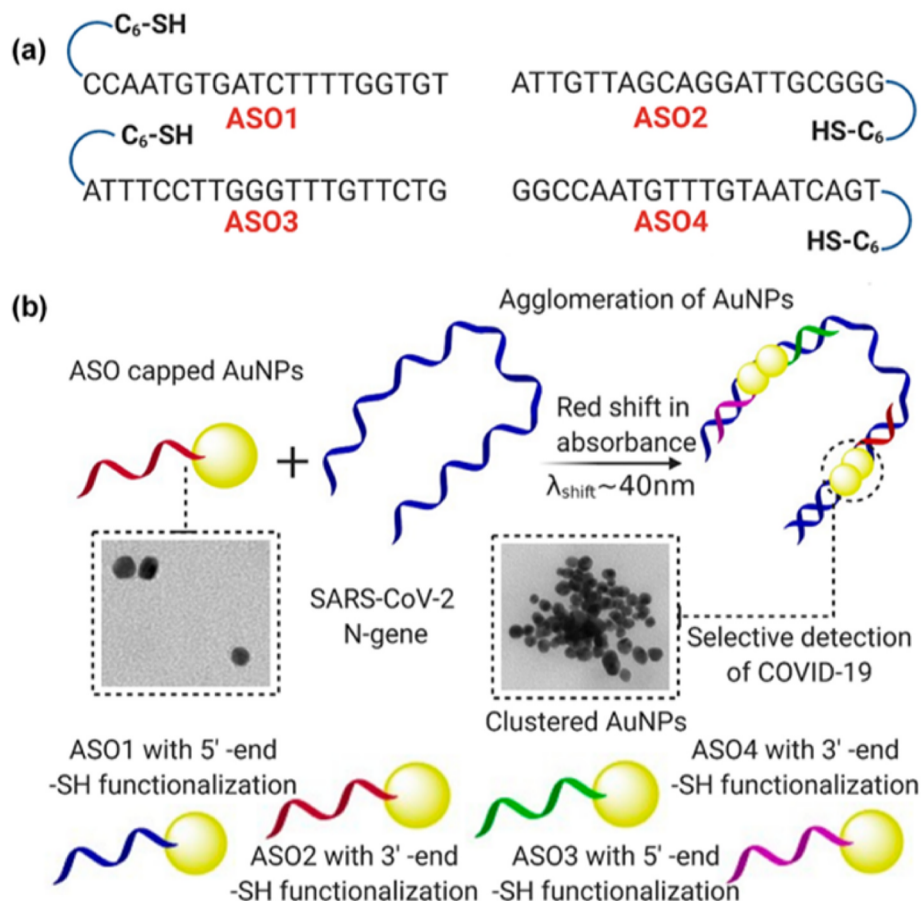 (a)
C₆-SH
CCAATGTGATCTTTTGGTGT
ASO1
ATTGTTAGCAGGATTGCGGG
ASO2
HS-C₆
C₆-SH
ATTTCCTTGGGTTTGTTCTG
ASO3
GGCCAATGTTTGTAATCAGT
ASO4
HS-C₆
(b)
Agglomeration of AuNPs
ASO capped AuNPs
+
Red shift in
absorbance
λshift~40nm
SARS-CoV-2
N-gene
Selective detection
of COVID-19
Clustered AuNPs
ASO1 with 5' -end
-SH functionalization
ASO2 with 3' -end
-SH functionalization
ASO3 with 5' -end
-SH functionalization
ASO4 with 3' -end
-SH functionalization